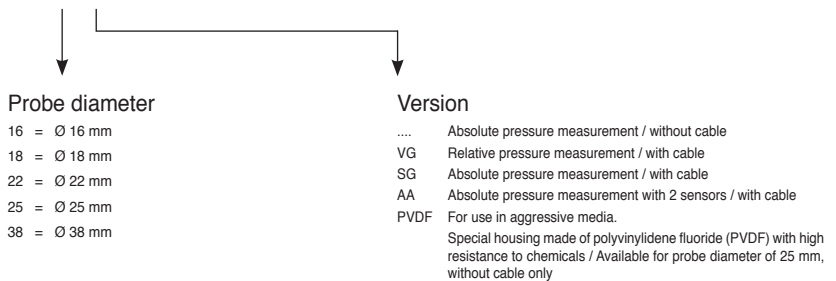 Probe diameter
16 = Ø 16 mm
18 = Ø 18 mm
22 = Ø 22 mm
25 = Ø 25 mm
38 = Ø 38 mm
Version
.... Absolute pressure measurement / without cable
VG Relative pressure measurement / with cable
SG Absolute pressure measurement / with cable
AA Absolute pressure measurement with 2 sensors / with cable
PVDF For use in aggressive media.
Special housing made of polyvinylidene fluoride (PVDF) with high
resistance to chemicals / Available for probe diameter of 25 mm,
without cable only